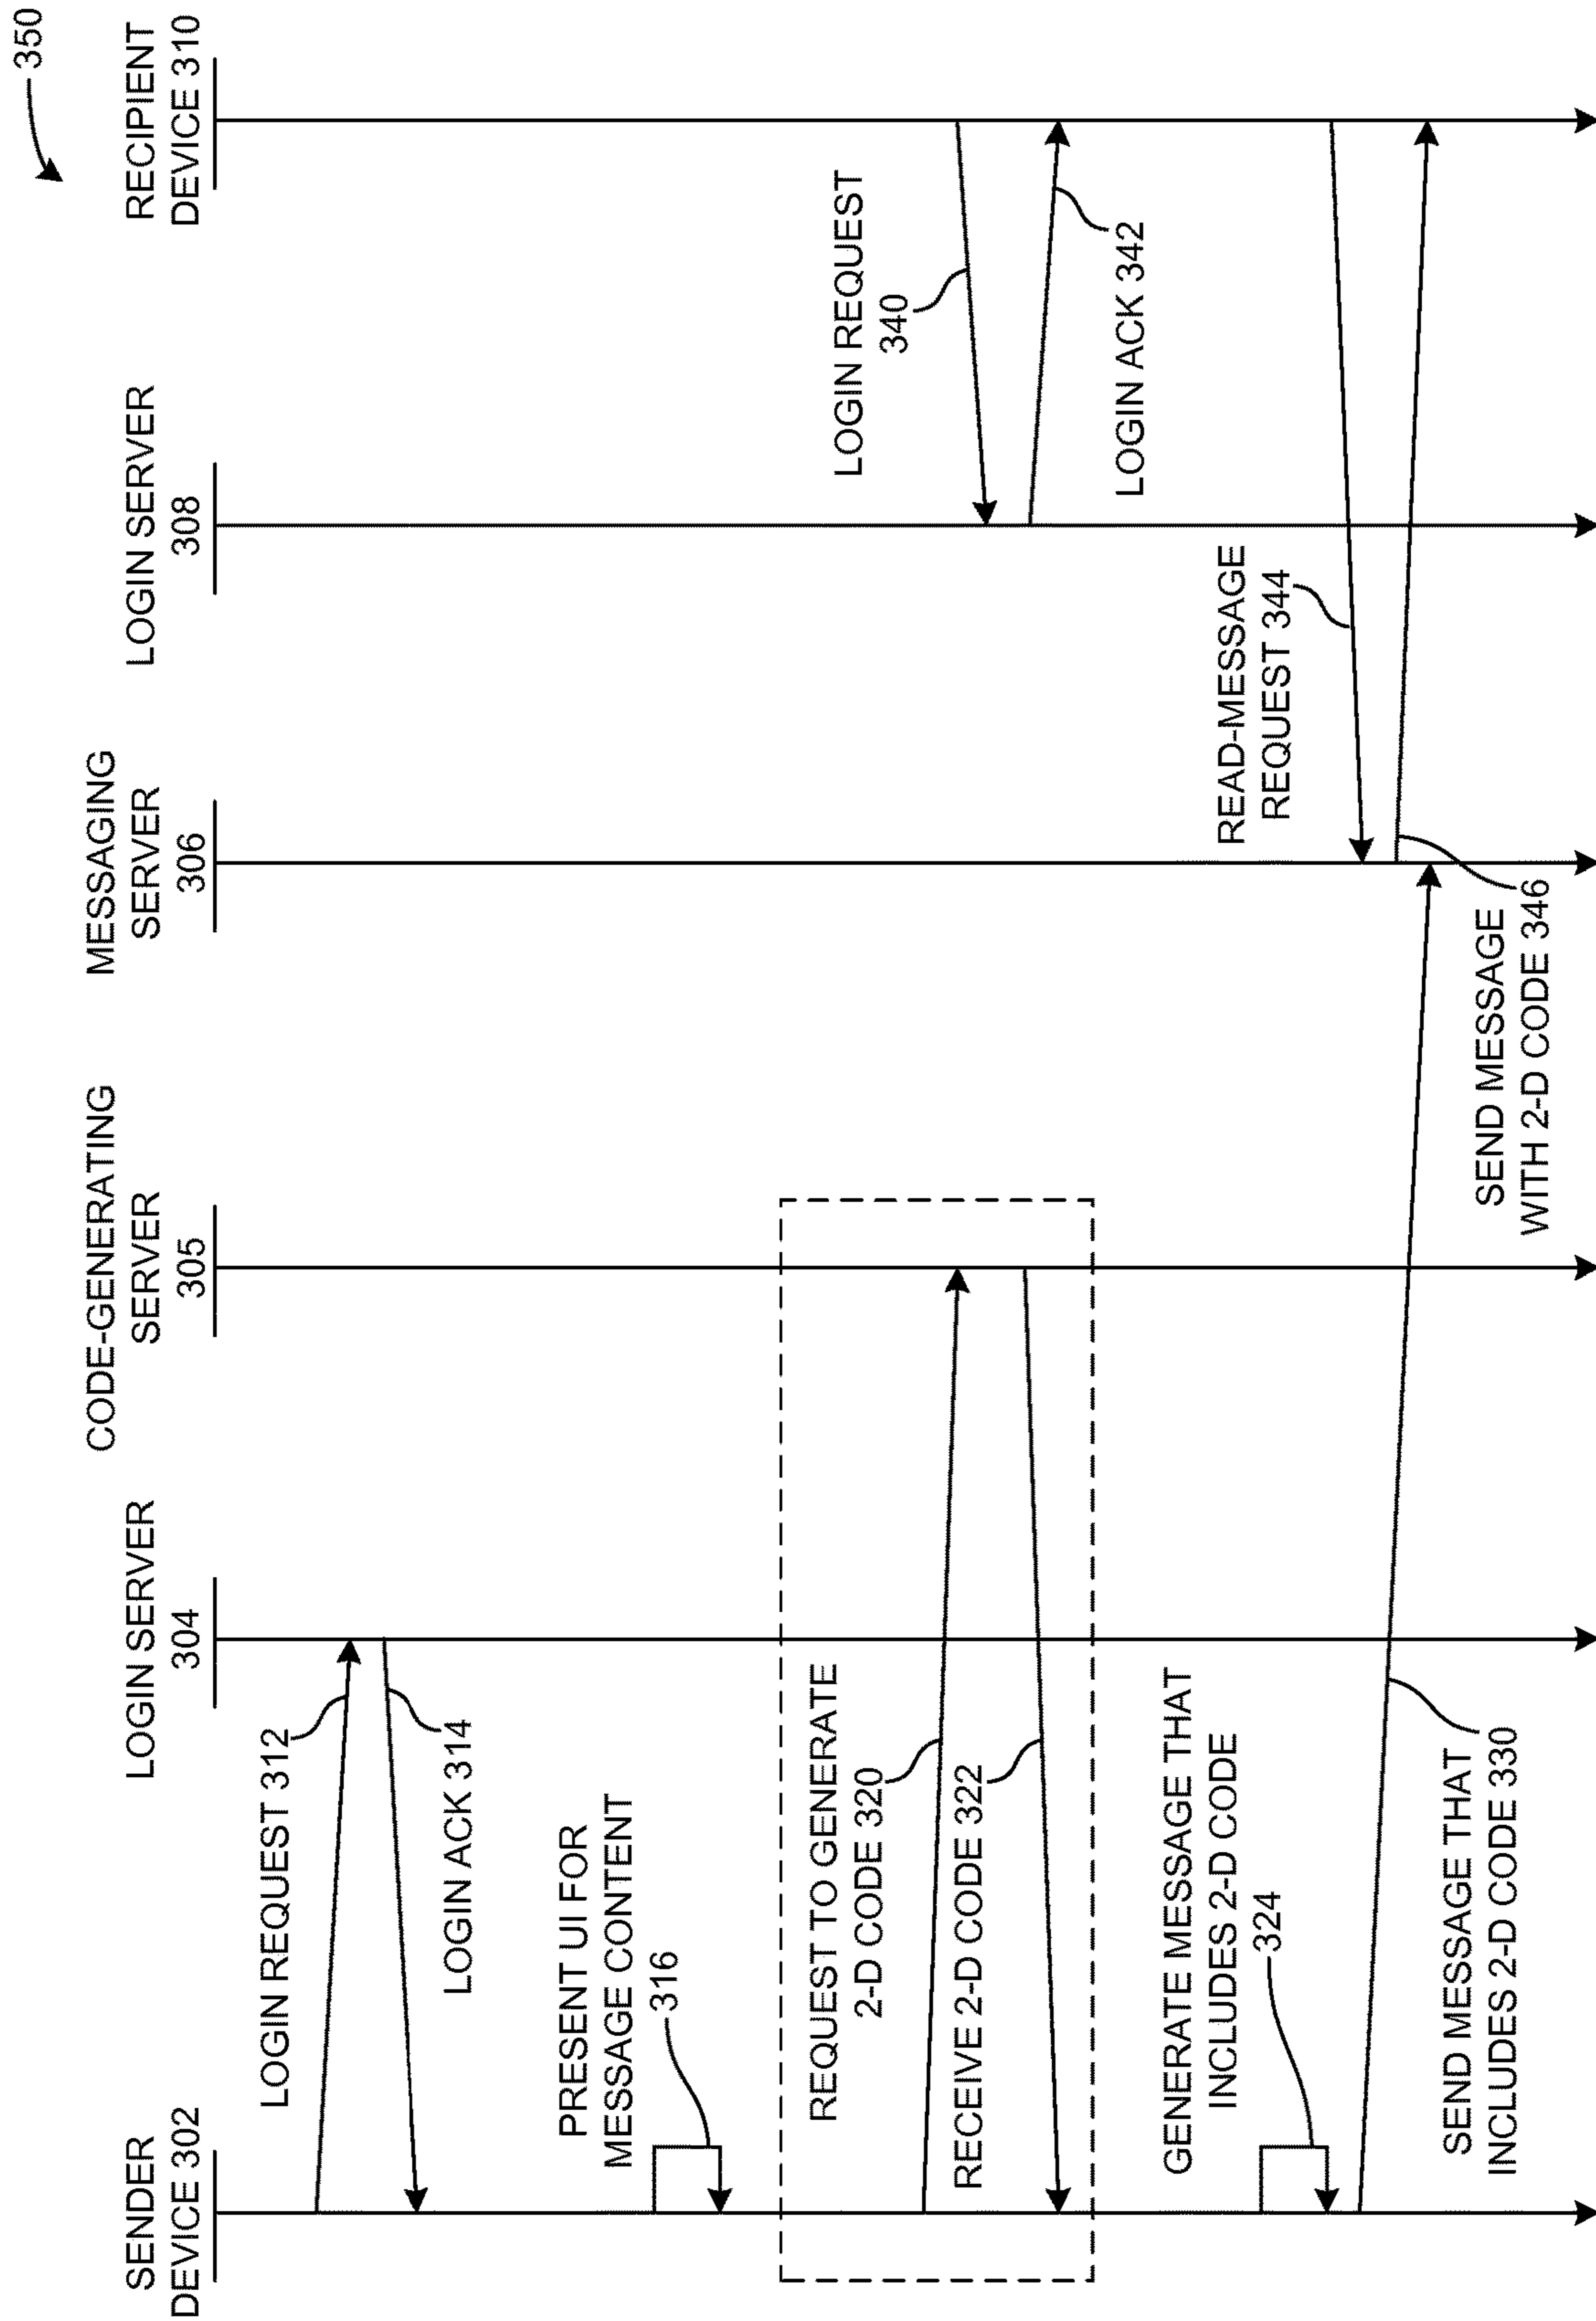 350
SENDER
DEVICE 302
LOGIN SERVER
304
CODE-GENERATING
SERVER
305
MESSAGING
SERVER
306
LOGIN SERVER
308
RECIPIENT
DEVICE 310
LOGIN REQUEST 312
LOGIN ACK 314
PRESENT UI FOR
MESSAGE CONTENT
316
REQUEST TO GENERATE
2-D CODE 320
RECEIVE 2-D CODE 322
LOGIN REQUEST
340
LOGIN ACK 342
GENERATE MESSAGE THAT
INCLUDES 2-D CODE
324
READ-MESSAGE
REQUEST 344
SEND MESSAGE THAT
INCLUDES 2-D CODE 330
SEND MESSAGE
WITH 2-D CODE 346